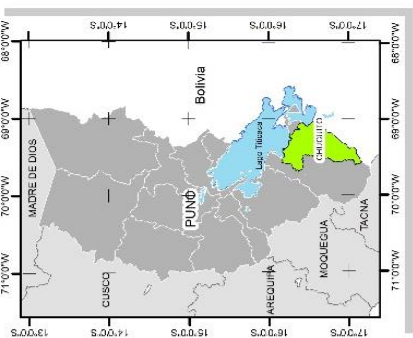 71°0'0"W 70°0'0"W 69°0'0"W 68°0'0"W
13°0'0"S 13°0'0"S
MADRE DE DIOS
14°0'0"S 14°0'0"S
CUSCO
15°0'0"S 15°0'0"S
PUNO
Bolivia
Lago Titicaca
16°0'0"S 16°0'0"S
AREQUIPA
CHUCUITO
MOQUEGUA
17°0'0"S 17°0'0"S
TACNA
71°0'0"W 70°0'0"W 69°0'0"W 68°0'0"W